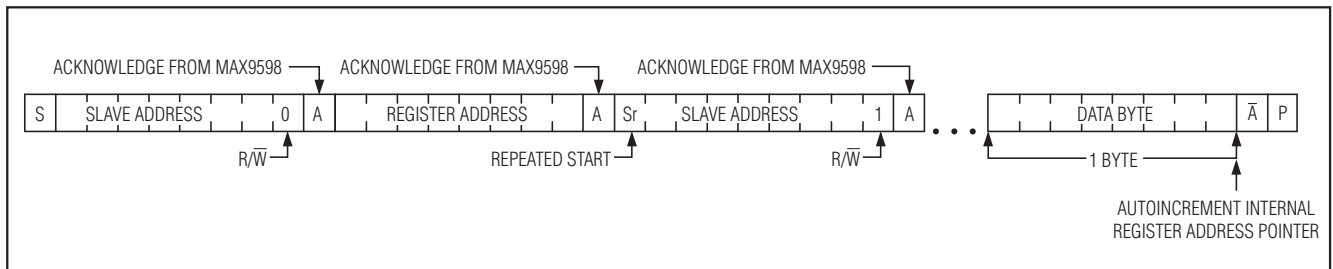 ACKNOWLEDGE FROM MAX9598 ACKNOWLEDGE FROM MAX9598 ACKNOWLEDGE FROM MAX9598
S SLAVE ADDRESS 0 A REGISTER ADDRESS A Sr SLAVE ADDRESS 1 A ... DATA BYTE A̅ P
R/W̅ REPEATED START R/W̅ 1 BYTE
AUTOINCREMENT INTERNAL
REGISTER ADDRESS POINTER